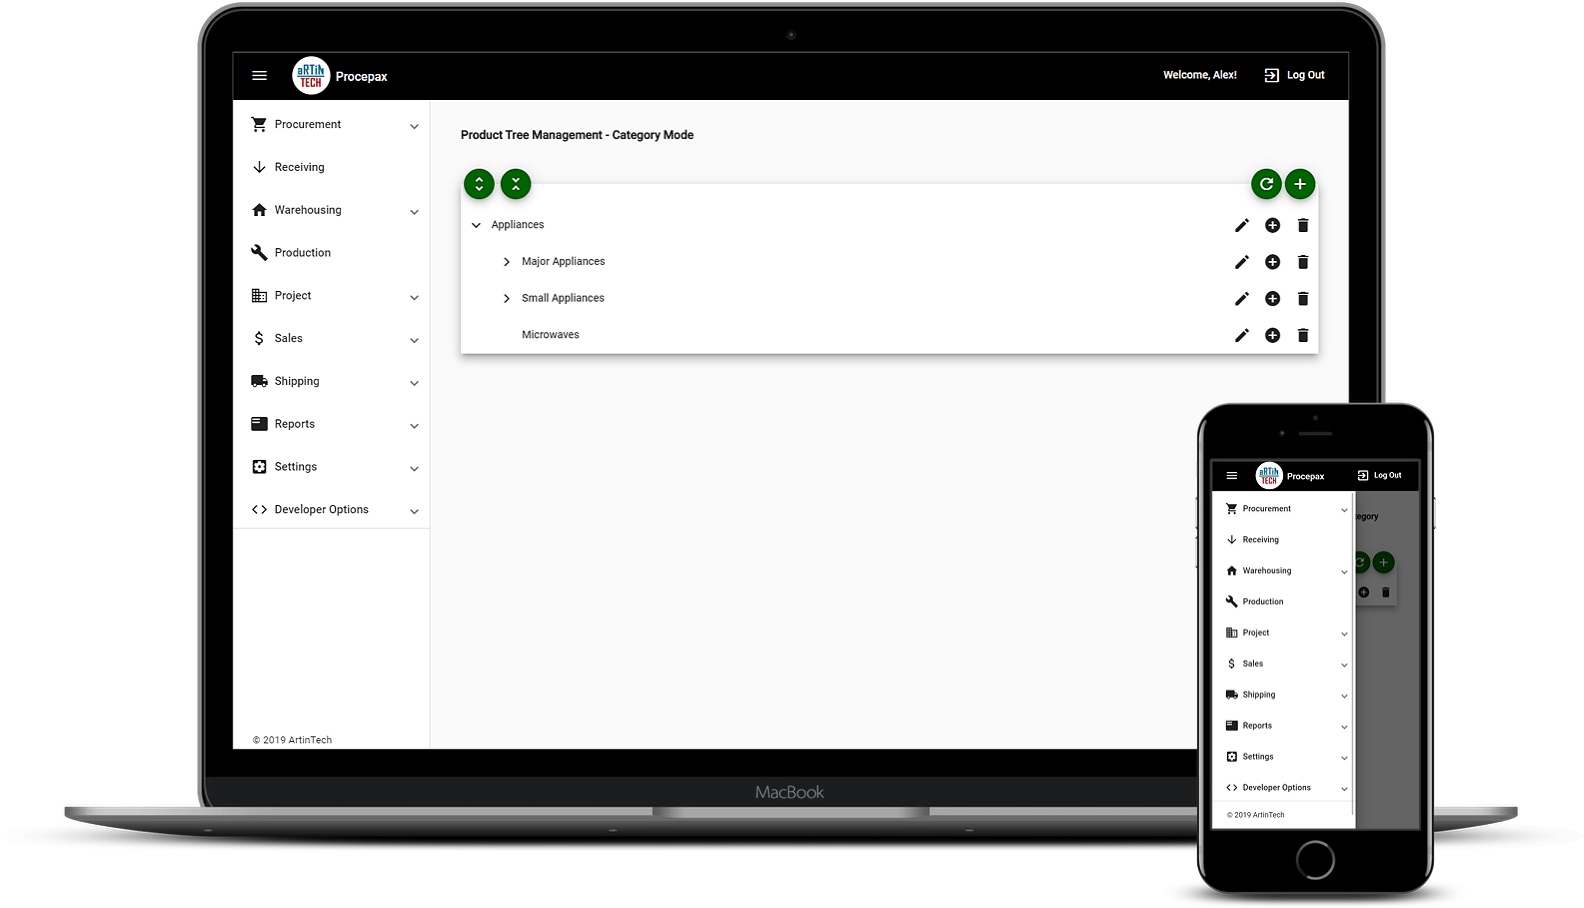 aRTiN
TECH
Procepax
Welcome, Alex!
Log Out
Procurement
Receiving
Warehousing
Production
Project
Sales
Shipping
Reports
Settings
Developer Options
© 2019 ArtinTech
Product Tree Management - Category Mode
Appliances
Major Appliances
Small Appliances
Microwaves
MacBook
aRTiN
TECH
Procepax
Log Out
Procurement
Receiving
Warehousing
Production
Project
Sales
Shipping
Reports
Settings
Developer Options
© 2019 ArtinTech
egory